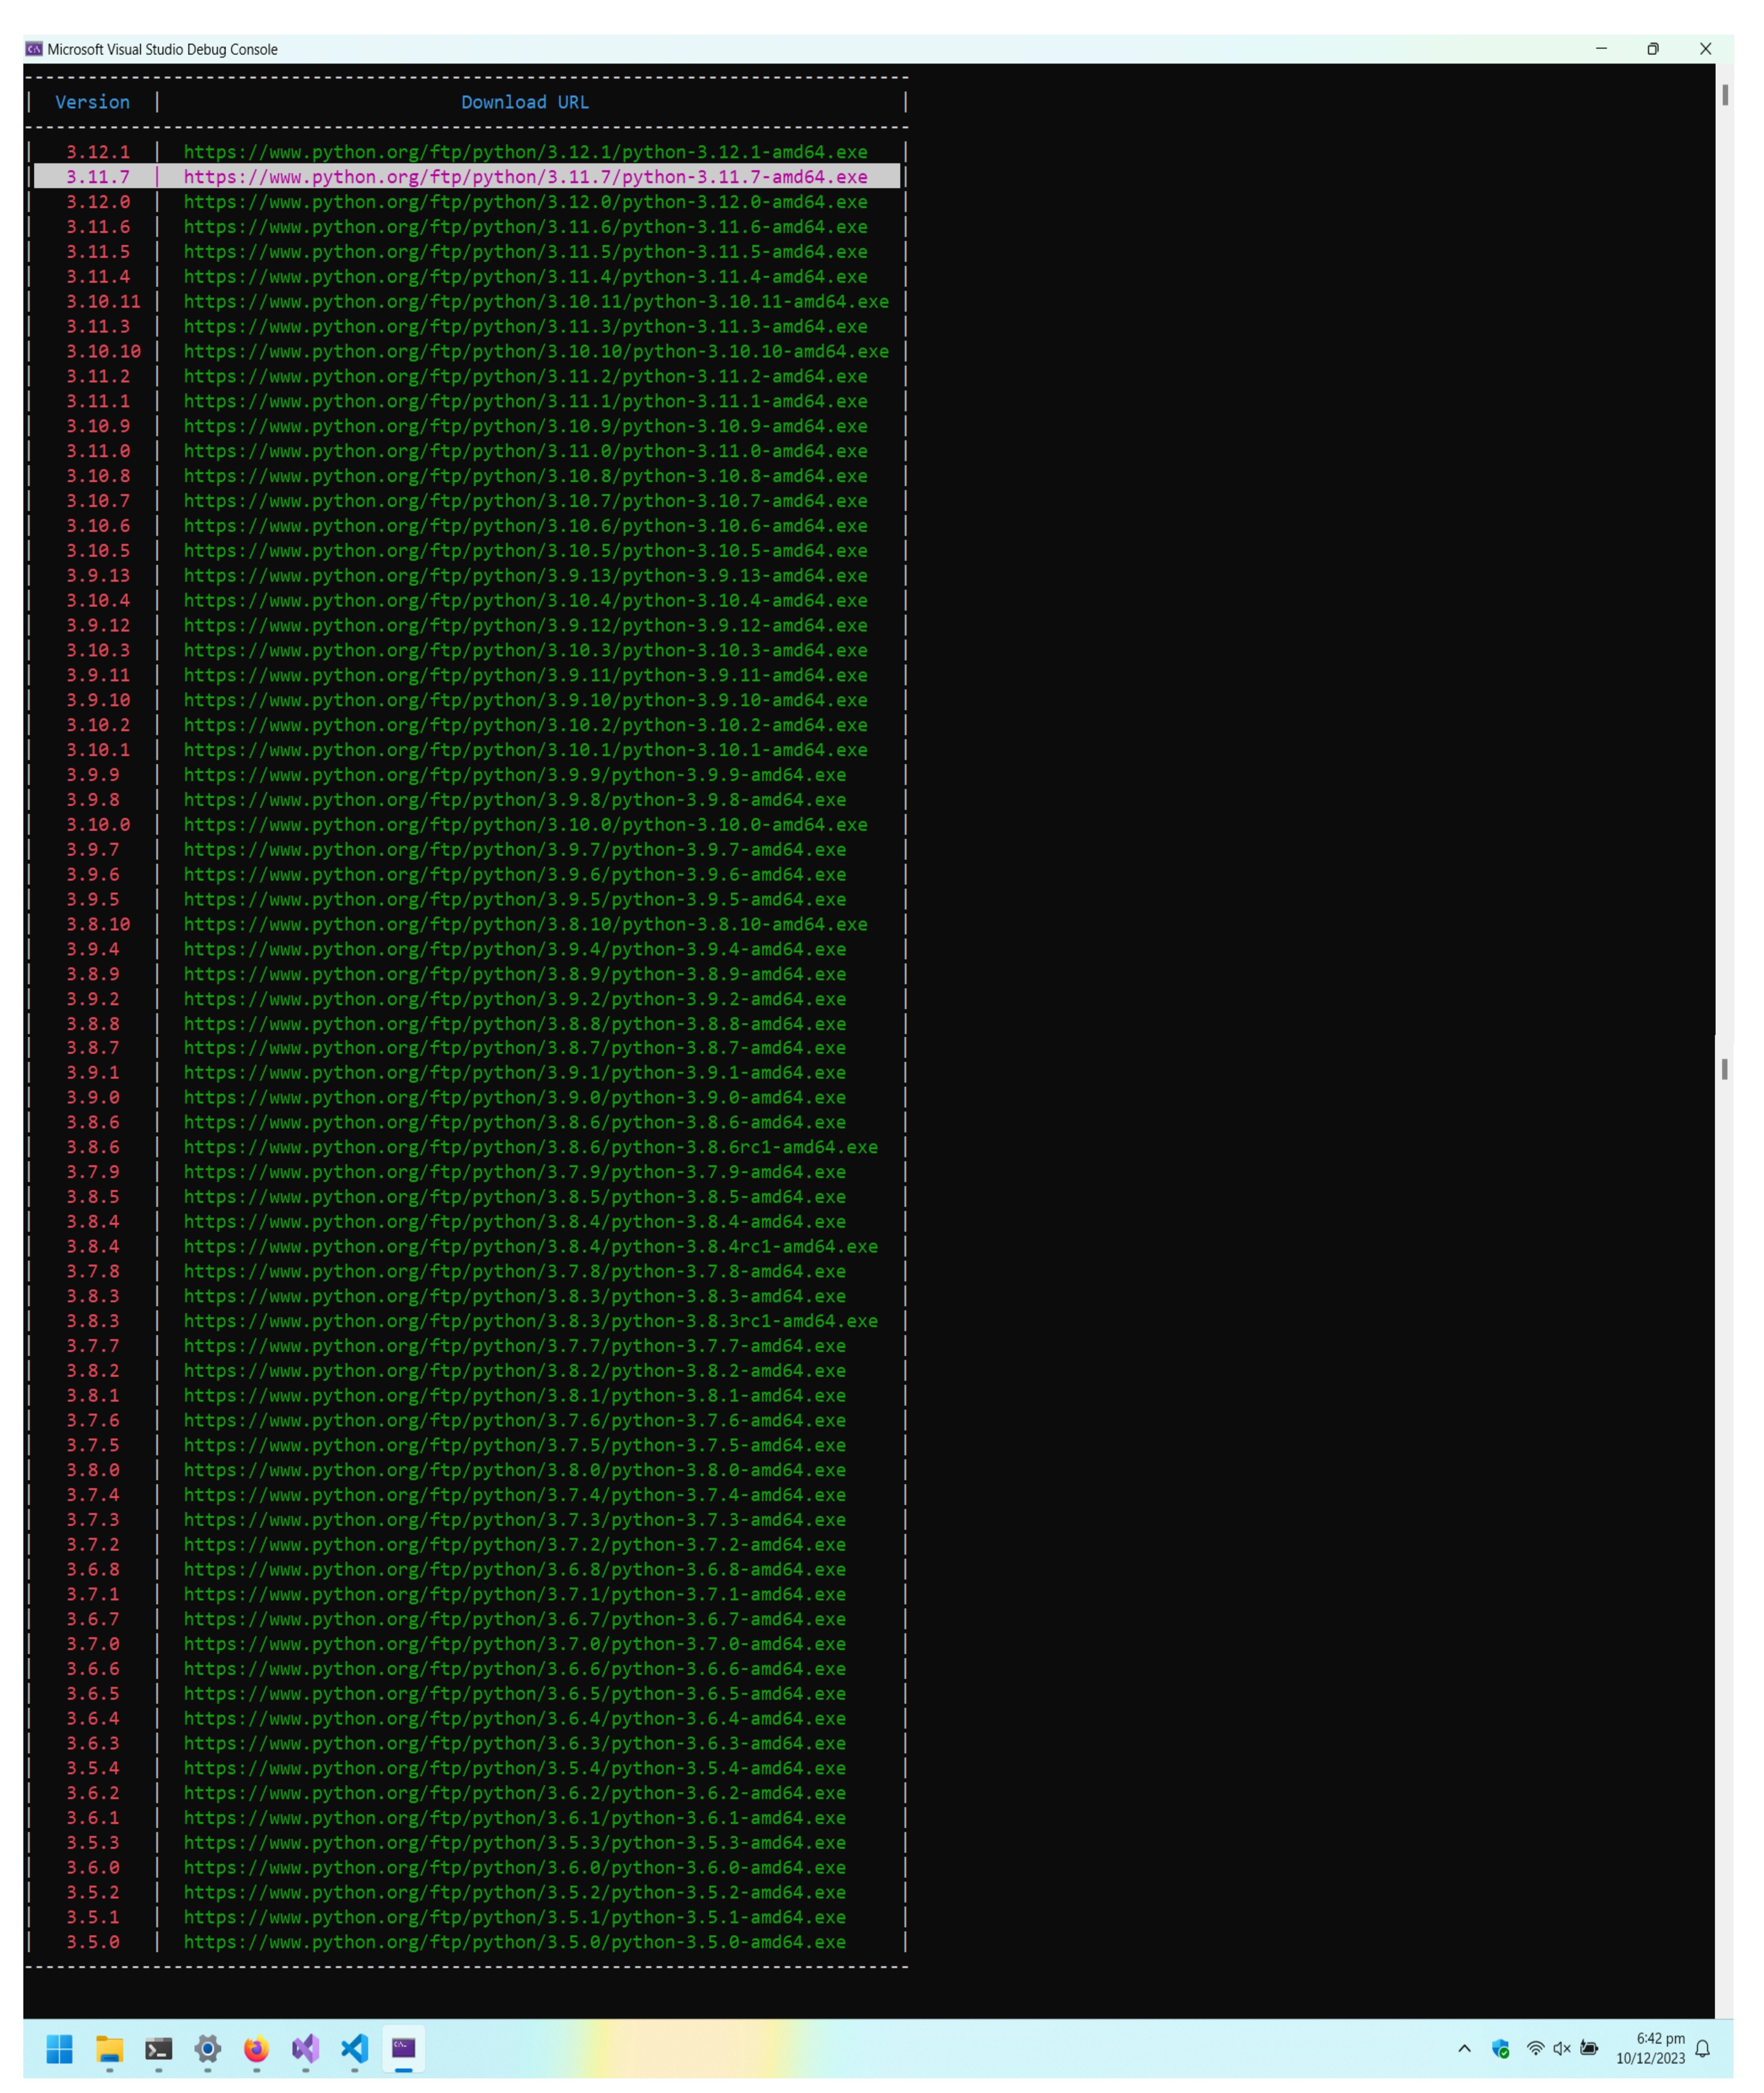 Microsoft Visual Studio Debug Console
| Version | Download URL |
| 3.12.1 | https://www.python.org/ftp/python/3.12.1/python-3.12.1-amd64.exe |
| 3.11.7 | https://www.python.org/ftp/python/3.11.7/python-3.11.7-amd64.exe |
| 3.12.0 | https://www.python.org/ftp/python/3.12.0/python-3.12.0-amd64.exe |
| 3.11.6 | https://www.python.org/ftp/python/3.11.6/python-3.11.6-amd64.exe |
| 3.11.5 | https://www.python.org/ftp/python/3.11.5/python-3.11.5-amd64.exe |
| 3.11.4 | https://www.python.org/ftp/python/3.11.4/python-3.11.4-amd64.exe |
| 3.10.11 | https://www.python.org/ftp/python/3.10.11/python-3.10.11-amd64.exe |
| 3.11.3 | https://www.python.org/ftp/python/3.11.3/python-3.11.3-amd64.exe |
| 3.10.10 | https://www.python.org/ftp/python/3.10.10/python-3.10.10-amd64.exe |
| 3.11.2 | https://www.python.org/ftp/python/3.11.2/python-3.11.2-amd64.exe |
| 3.11.1 | https://www.python.org/ftp/python/3.11.1/python-3.11.1-amd64.exe |
| 3.10.9 | https://www.python.org/ftp/python/3.10.9/python-3.10.9-amd64.exe |
| 3.11.0 | https://www.python.org/ftp/python/3.11.0/python-3.11.0-amd64.exe |
| 3.10.8 | https://www.python.org/ftp/python/3.10.8/python-3.10.8-amd64.exe |
| 3.10.7 | https://www.python.org/ftp/python/3.10.7/python-3.10.7-amd64.exe |
| 3.10.6 | https://www.python.org/ftp/python/3.10.6/python-3.10.6-amd64.exe |
| 3.10.5 | https://www.python.org/ftp/python/3.10.5/python-3.10.5-amd64.exe |
| 3.9.13 | https://www.python.org/ftp/python/3.9.13/python-3.9.13-amd64.exe |
| 3.10.4 | https://www.python.org/ftp/python/3.10.4/python-3.10.4-amd64.exe |
| 3.9.12 | https://www.python.org/ftp/python/3.9.12/python-3.9.12-amd64.exe |
| 3.10.3 | https://www.python.org/ftp/python/3.10.3/python-3.10.3-amd64.exe |
| 3.9.11 | https://www.python.org/ftp/python/3.9.11/python-3.9.11-amd64.exe |
| 3.9.10 | https://www.python.org/ftp/python/3.9.10/python-3.9.10-amd64.exe |
| 3.10.2 | https://www.python.org/ftp/python/3.10.2/python-3.10.2-amd64.exe |
| 3.10.1 | https://www.python.org/ftp/python/3.10.1/python-3.10.1-amd64.exe |
| 3.9.9 | https://www.python.org/ftp/python/3.9.9/python-3.9.9-amd64.exe |
| 3.9.8 | https://www.python.org/ftp/python/3.9.8/python-3.9.8-amd64.exe |
| 3.10.0 | https://www.python.org/ftp/python/3.10.0/python-3.10.0-amd64.exe |
| 3.9.7 | https://www.python.org/ftp/python/3.9.7/python-3.9.7-amd64.exe |
| 3.9.6 | https://www.python.org/ftp/python/3.9.6/python-3.9.6-amd64.exe |
| 3.9.5 | https://www.python.org/ftp/python/3.9.5/python-3.9.5-amd64.exe |
| 3.8.10 | https://www.python.org/ftp/python/3.8.10/python-3.8.10-amd64.exe |
| 3.9.4 | https://www.python.org/ftp/python/3.9.4/python-3.9.4-amd64.exe |
| 3.8.9 | https://www.python.org/ftp/python/3.8.9/python-3.8.9-amd64.exe |
| 3.9.2 | https://www.python.org/ftp/python/3.9.2/python-3.9.2-amd64.exe |
| 3.8.8 | https://www.python.org/ftp/python/3.8.8/python-3.8.8-amd64.exe |
| 3.8.7 | https://www.python.org/ftp/python/3.8.7/python-3.8.7-amd64.exe |
| 3.9.1 | https://www.python.org/ftp/python/3.9.1/python-3.9.1-amd64.exe |
| 3.9.0 | https://www.python.org/ftp/python/3.9.0/python-3.9.0-amd64.exe |
| 3.8.6 | https://www.python.org/ftp/python/3.8.6/python-3.8.6-amd64.exe |
| 3.8.6 | https://www.python.org/ftp/python/3.8.6/python-3.8.6rc1-amd64.exe |
| 3.7.9 | https://www.python.org/ftp/python/3.7.9/python-3.7.9-amd64.exe |
| 3.8.5 | https://www.python.org/ftp/python/3.8.5/python-3.8.5-amd64.exe |
| 3.8.4 | https://www.python.org/ftp/python/3.8.4/python-3.8.4-amd64.exe |
| 3.8.4 | https://www.python.org/ftp/python/3.8.4/python-3.8.4rc1-amd64.exe |
| 3.7.8 | https://www.python.org/ftp/python/3.7.8/python-3.7.8-amd64.exe |
| 3.8.3 | https://www.python.org/ftp/python/3.8.3/python-3.8.3-amd64.exe |
| 3.8.3 | https://www.python.org/ftp/python/3.8.3/python-3.8.3rc1-amd64.exe |
| 3.7.7 | https://www.python.org/ftp/python/3.7.7/python-3.7.7-amd64.exe |
| 3.8.2 | https://www.python.org/ftp/python/3.8.2/python-3.8.2-amd64.exe |
| 3.8.1 | https://www.python.org/ftp/python/3.8.1/python-3.8.1-amd64.exe |
| 3.7.6 | https://www.python.org/ftp/python/3.7.6/python-3.7.6-amd64.exe |
| 3.7.5 | https://www.python.org/ftp/python/3.7.5/python-3.7.5-amd64.exe |
| 3.8.0 | https://www.python.org/ftp/python/3.8.0/python-3.8.0-amd64.exe |
| 3.7.4 | https://www.python.org/ftp/python/3.7.4/python-3.7.4-amd64.exe |
| 3.7.3 | https://www.python.org/ftp/python/3.7.3/python-3.7.3-amd64.exe |
| 3.7.2 | https://www.python.org/ftp/python/3.7.2/python-3.7.2-amd64.exe |
| 3.6.8 | https://www.python.org/ftp/python/3.6.8/python-3.6.8-amd64.exe |
| 3.7.1 | https://www.python.org/ftp/python/3.7.1/python-3.7.1-amd64.exe |
| 3.6.7 | https://www.python.org/ftp/python/3.6.7/python-3.6.7-amd64.exe |
| 3.7.0 | https://www.python.org/ftp/python/3.7.0/python-3.7.0-amd64.exe |
| 3.6.6 | https://www.python.org/ftp/python/3.6.6/python-3.6.6-amd64.exe |
| 3.6.5 | https://www.python.org/ftp/python/3.6.5/python-3.6.5-amd64.exe |
| 3.6.4 | https://www.python.org/ftp/python/3.6.4/python-3.6.4-amd64.exe |
| 3.6.3 | https://www.python.org/ftp/python/3.6.3/python-3.6.3-amd64.exe |
| 3.5.4 | https://www.python.org/ftp/python/3.5.4/python-3.5.4-amd64.exe |
| 3.6.2 | https://www.python.org/ftp/python/3.6.2/python-3.6.2-amd64.exe |
| 3.6.1 | https://www.python.org/ftp/python/3.6.1/python-3.6.1-amd64.exe |
| 3.5.3 | https://www.python.org/ftp/python/3.5.3/python-3.5.3-amd64.exe |
| 3.6.0 | https://www.python.org/ftp/python/3.6.0/python-3.6.0-amd64.exe |
| 3.5.2 | https://www.python.org/ftp/python/3.5.2/python-3.5.2-amd64.exe |
| 3.5.1 | https://www.python.org/ftp/python/3.5.1/python-3.5.1-amd64.exe |
| 3.5.0 | https://www.python.org/ftp/python/3.5.0/python-3.5.0-amd64.exe |
6:42 pm
10/12/2023